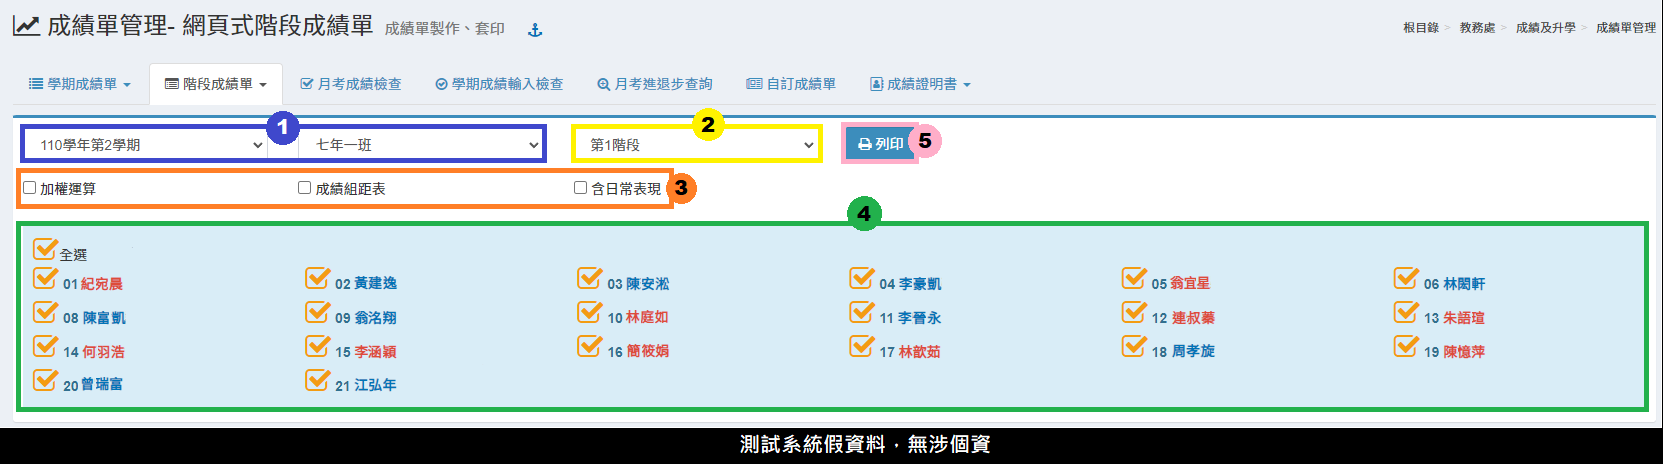 成績單管理- 網頁式階段成績單 成績單製作、套印 根目錄 > 教務處 > 成績及升學 > 成績單管理
學期成績單 階段成績單 月考成績檢查 學期成績輸入檢查 月考進退步查詢 自訂成績單 成績證明書
1 2
110學年第2學期 七年一班 第1階段 列印 5
加權運算 成績組距表 含日常表現 3
4
全選
01 紀宛晨 02 黃建逸 03 陳安淞 04 李豪凱 05 翁宜星 06 林閎軒
08 陳富凱 09 翁洺翔 10 林庭如 11 李晉永 12 連叔蓁 13 朱語瑄
14 何羽浩 15 李涵穎 16 簡筱娟 17 林歆茹 18 周孝旋 19 陳憶萍
20 曾瑞富 21 江弘年
測試系統假資料，無涉個資